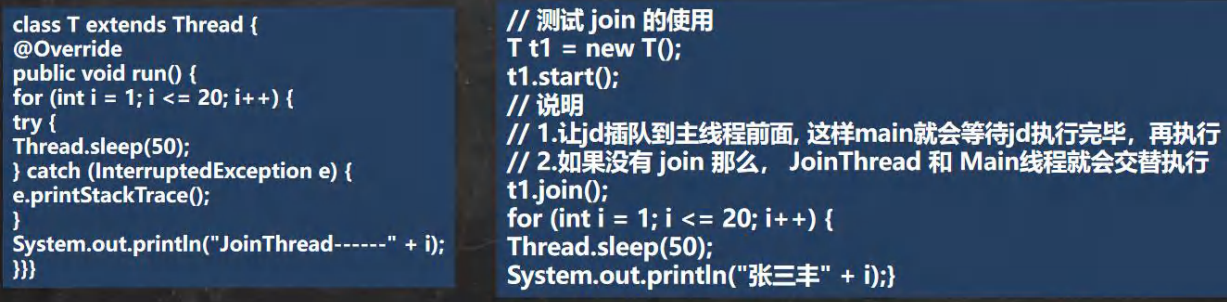 class T extends Thread {
@Override
public void run() {
for (int i = 1; i <= 20; i++) {
try {
Thread.sleep(50);
} catch (InterruptedException e) {
e.printStackTrace();
}
System.out.println("JoinThread------" + i);
}}}
// 测试 join 的使用
T t1 = new T();
t1.start();
// 说明
// 1.让jd插队到主线程前面, 这样main就会等待jd执行完毕，再执行
// 2.如果没有 join 那么， JoinThread 和 Main线程就会交替执行
t1.join();
for (int i = 1; i <= 20; i++) {
Thread.sleep(50);
System.out.println("张三丰" + i);}